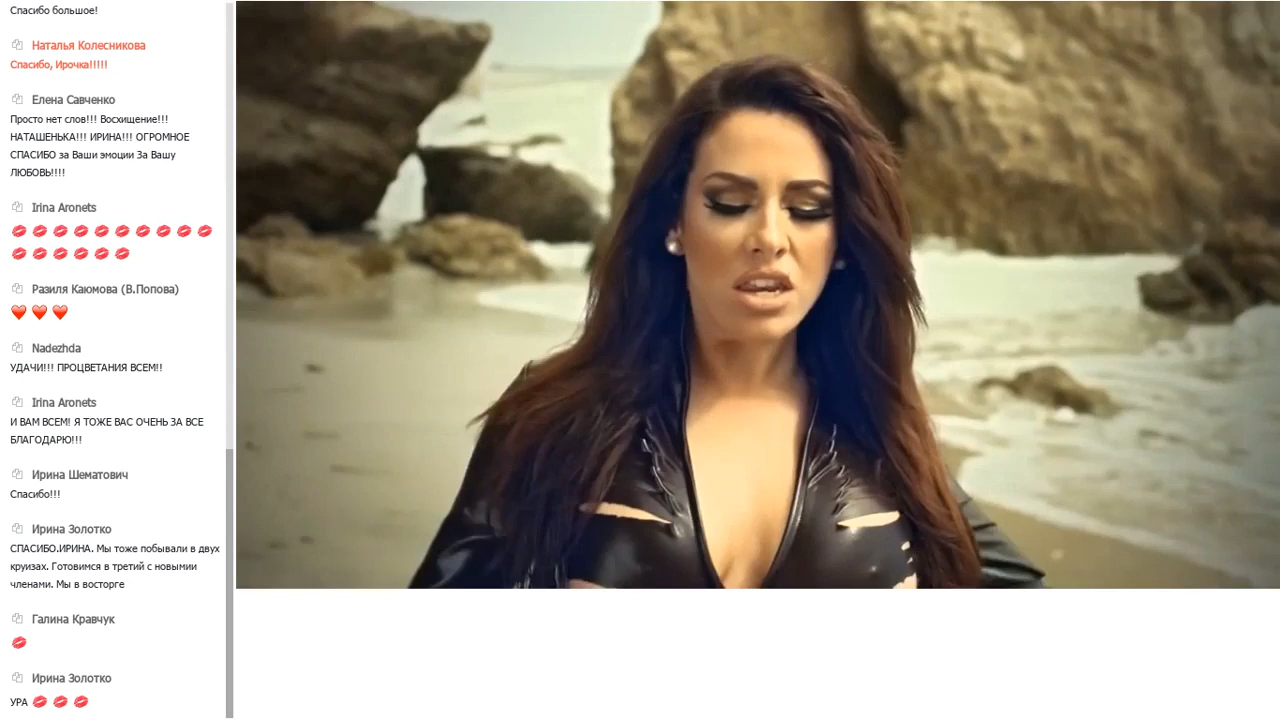 Спасибо большое!
Наталья Колесникова
Спасибо, Ирочка!!!!!
Елена Савченко
Просто нет слов!!! Восхищение!!!
НАТАШЕНЬКА!!! ИРИНА!!! ОГРОМНОЕ
СПАСИБО за Ваши эмоции За Вашу
ЛЮБОВЬ!!!!
Irina Aronets
Разиля Каюмова (В.Попова)
Nadezhda
УДАЧИ!!! ПРОЦВЕТАНИЯ ВСЕМ!!
Irina Aronets
И ВАМ ВСЕМ! Я ТОЖЕ ВАС ОЧЕНЬ ЗА ВСЕ
БЛАГОДАРЮ!!!
Ирина Шематович
Спасибо!!!
Ирина Золотко
СПАСИБО.ИРИНА. Мы тоже побывали в двух
круизах. Готовимся в третий с новыми
членами. Мы в восторге
Галина Кравчук
Ирина Золотко
УРА